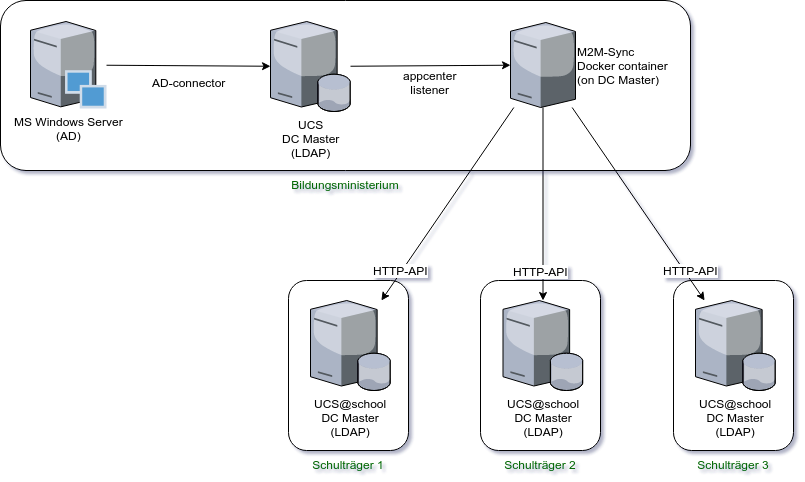 MS Windows Server
(AD)
AD-connector
UCS
DC Master
(LDAP)
appcenter
listener
M2M-Sync
Docker container
(on DC Master)
Bildungsministerium
HTTP-API
HTTP-API
HTTP-API
UCS@school
DC Master
(LDAP)
UCS@school
DC Master
(LDAP)
UCS@school
DC Master
(LDAP)
Schulträger 1
Schulträger 2
Schulträger 3